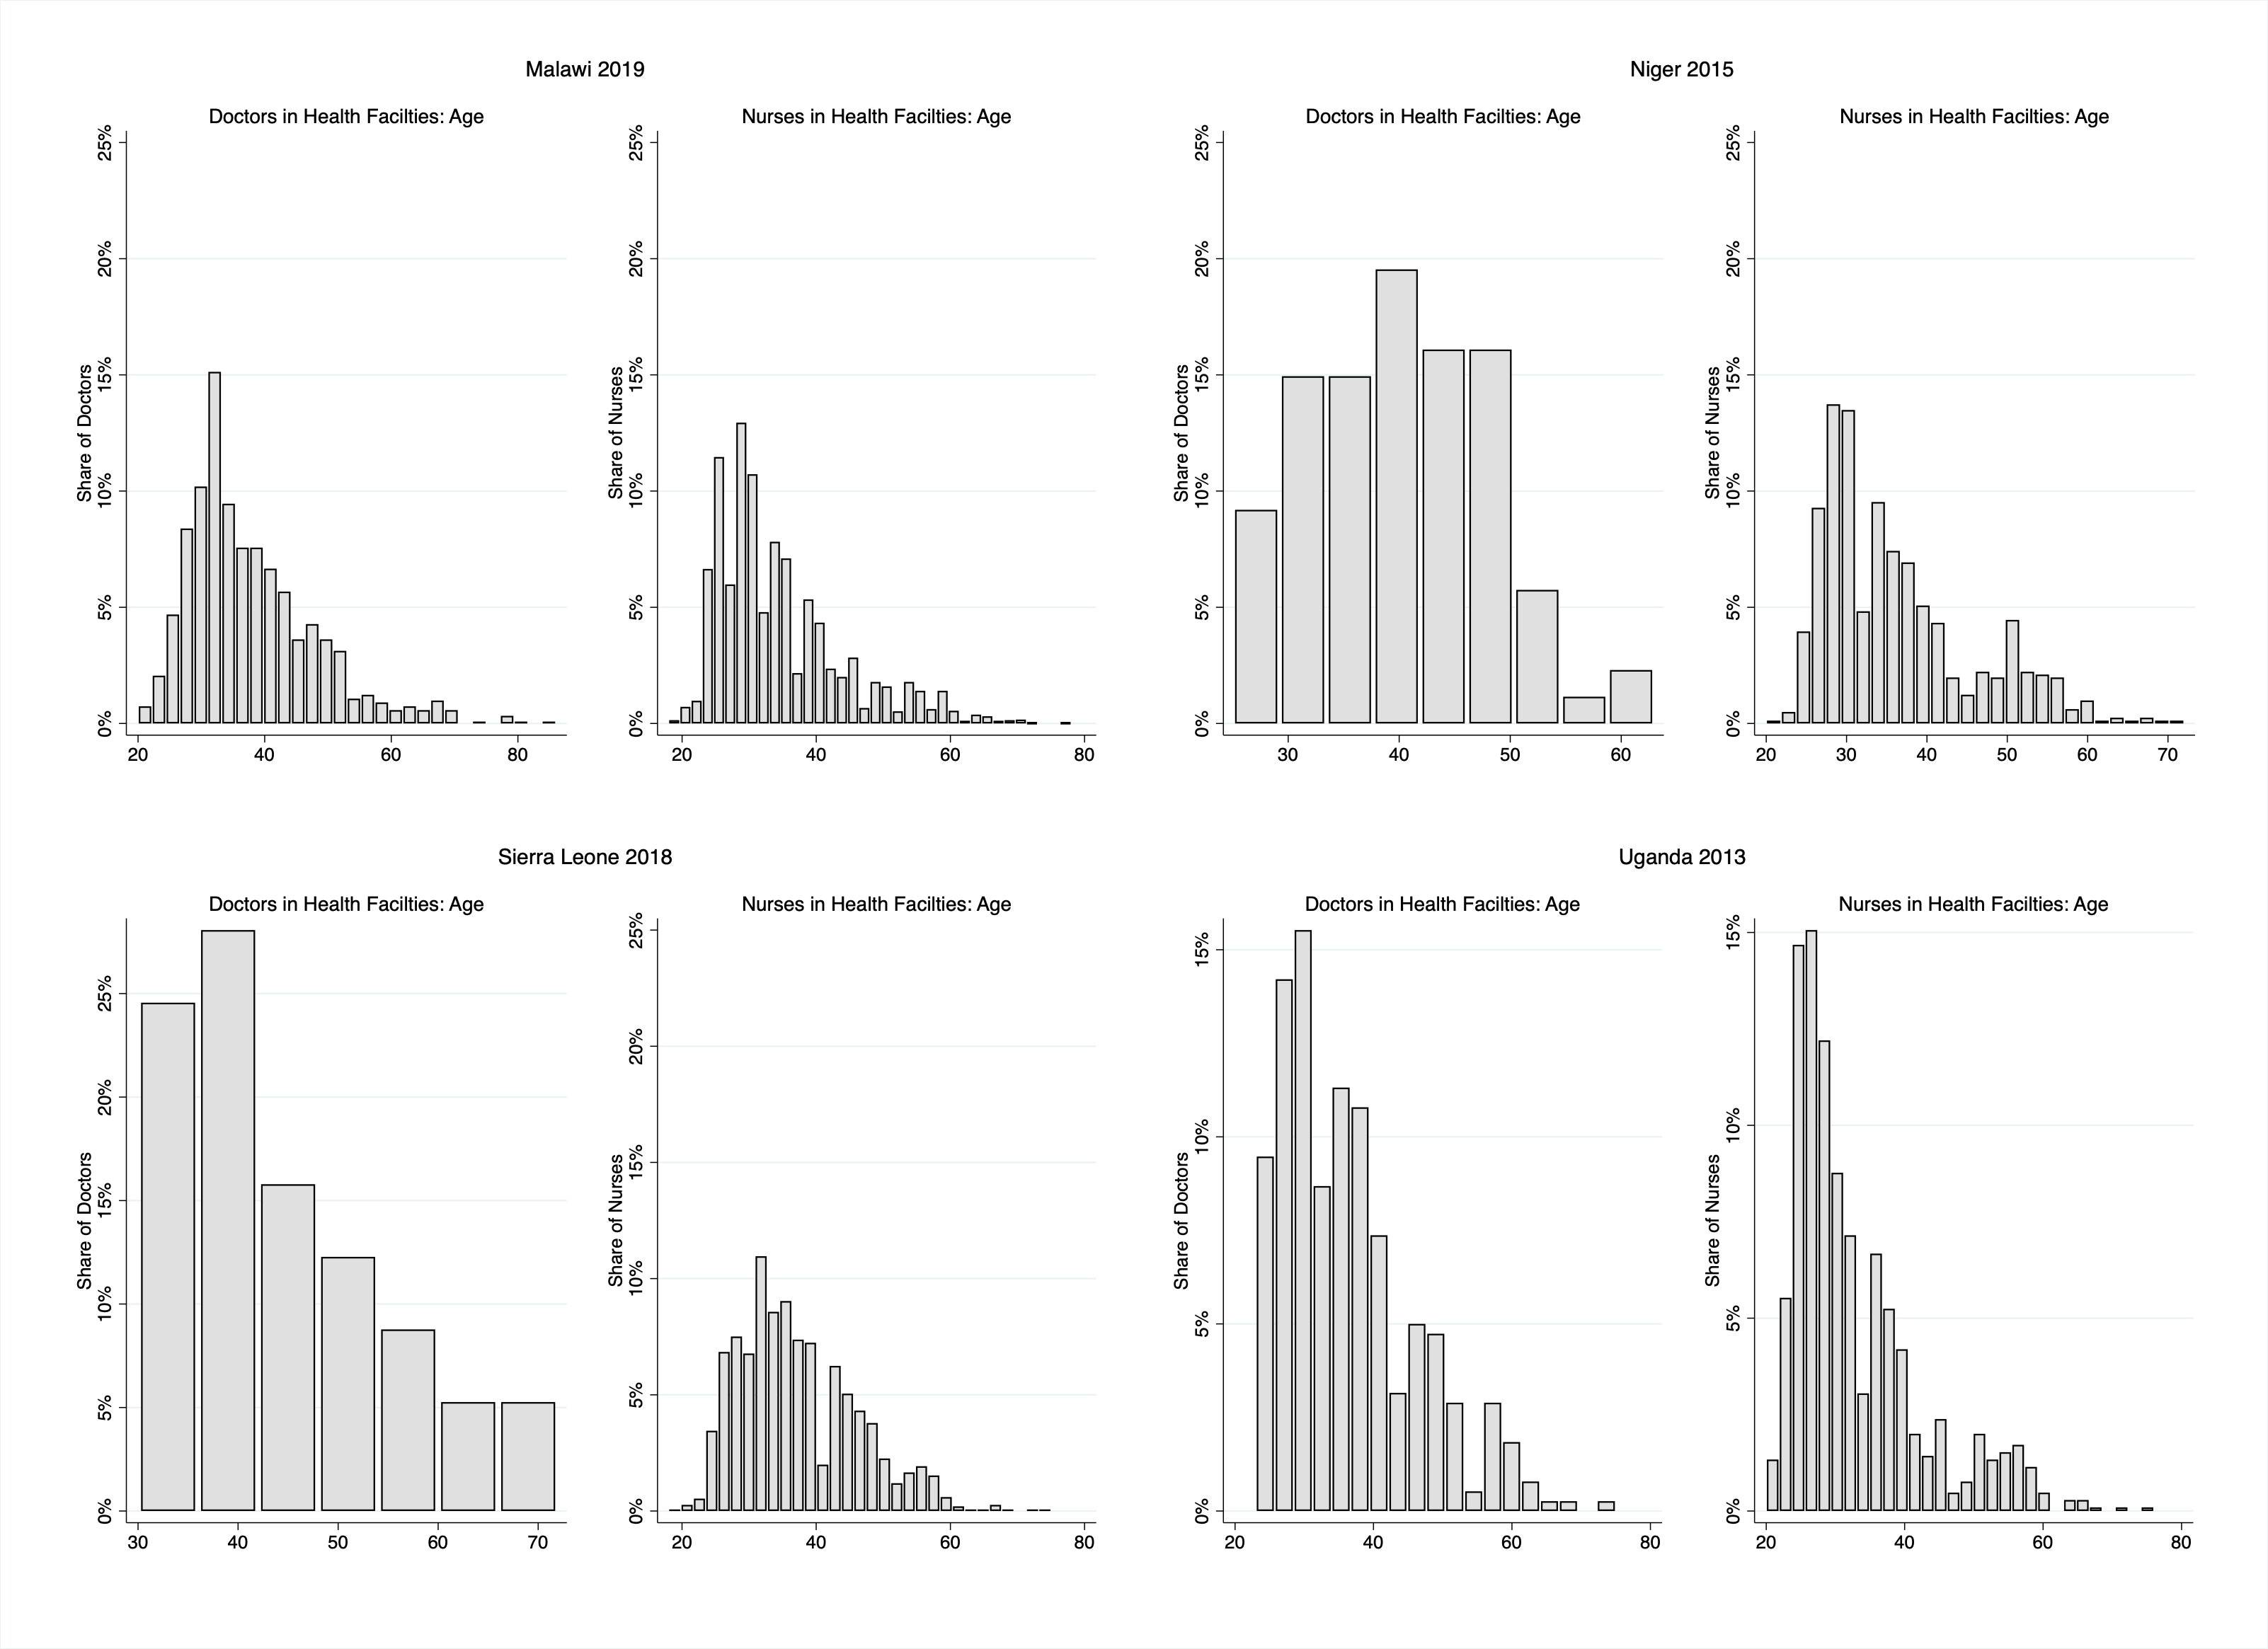 Malawi 2019
Doctors in Health Facilties: Age
Share of Doctors
25%
20%
15%
10%
5%
0%
20 40 60 80
Nurses in Health Facilties: Age
Share of Nurses
25%
20%
15%
10%
5%
0%
20 40 60 80
Niger 2015
Doctors in Health Facilties: Age
Share of Doctors
25%
20%
15%
10%
5%
0%
30 40 50 60
Nurses in Health Facilties: Age
Share of Nurses
25%
20%
15%
10%
5%
0%
20 30 40 50 60 70
Sierra Leone 2018
Doctors in Health Facilties: Age
Share of Doctors
25%
20%
15%
10%
5%
0%
30 40 50 60 70
Nurses in Health Facilties: Age
Share of Nurses
25%
20%
15%
10%
5%
0%
20 40 60 80
Uganda 2013
Doctors in Health Facilties: Age
Share of Doctors
15%
10%
5%
0%
20 40 60 80
Nurses in Health Facilties: Age
Share of Nurses
15%
10%
5%
0%
20 40 60 80